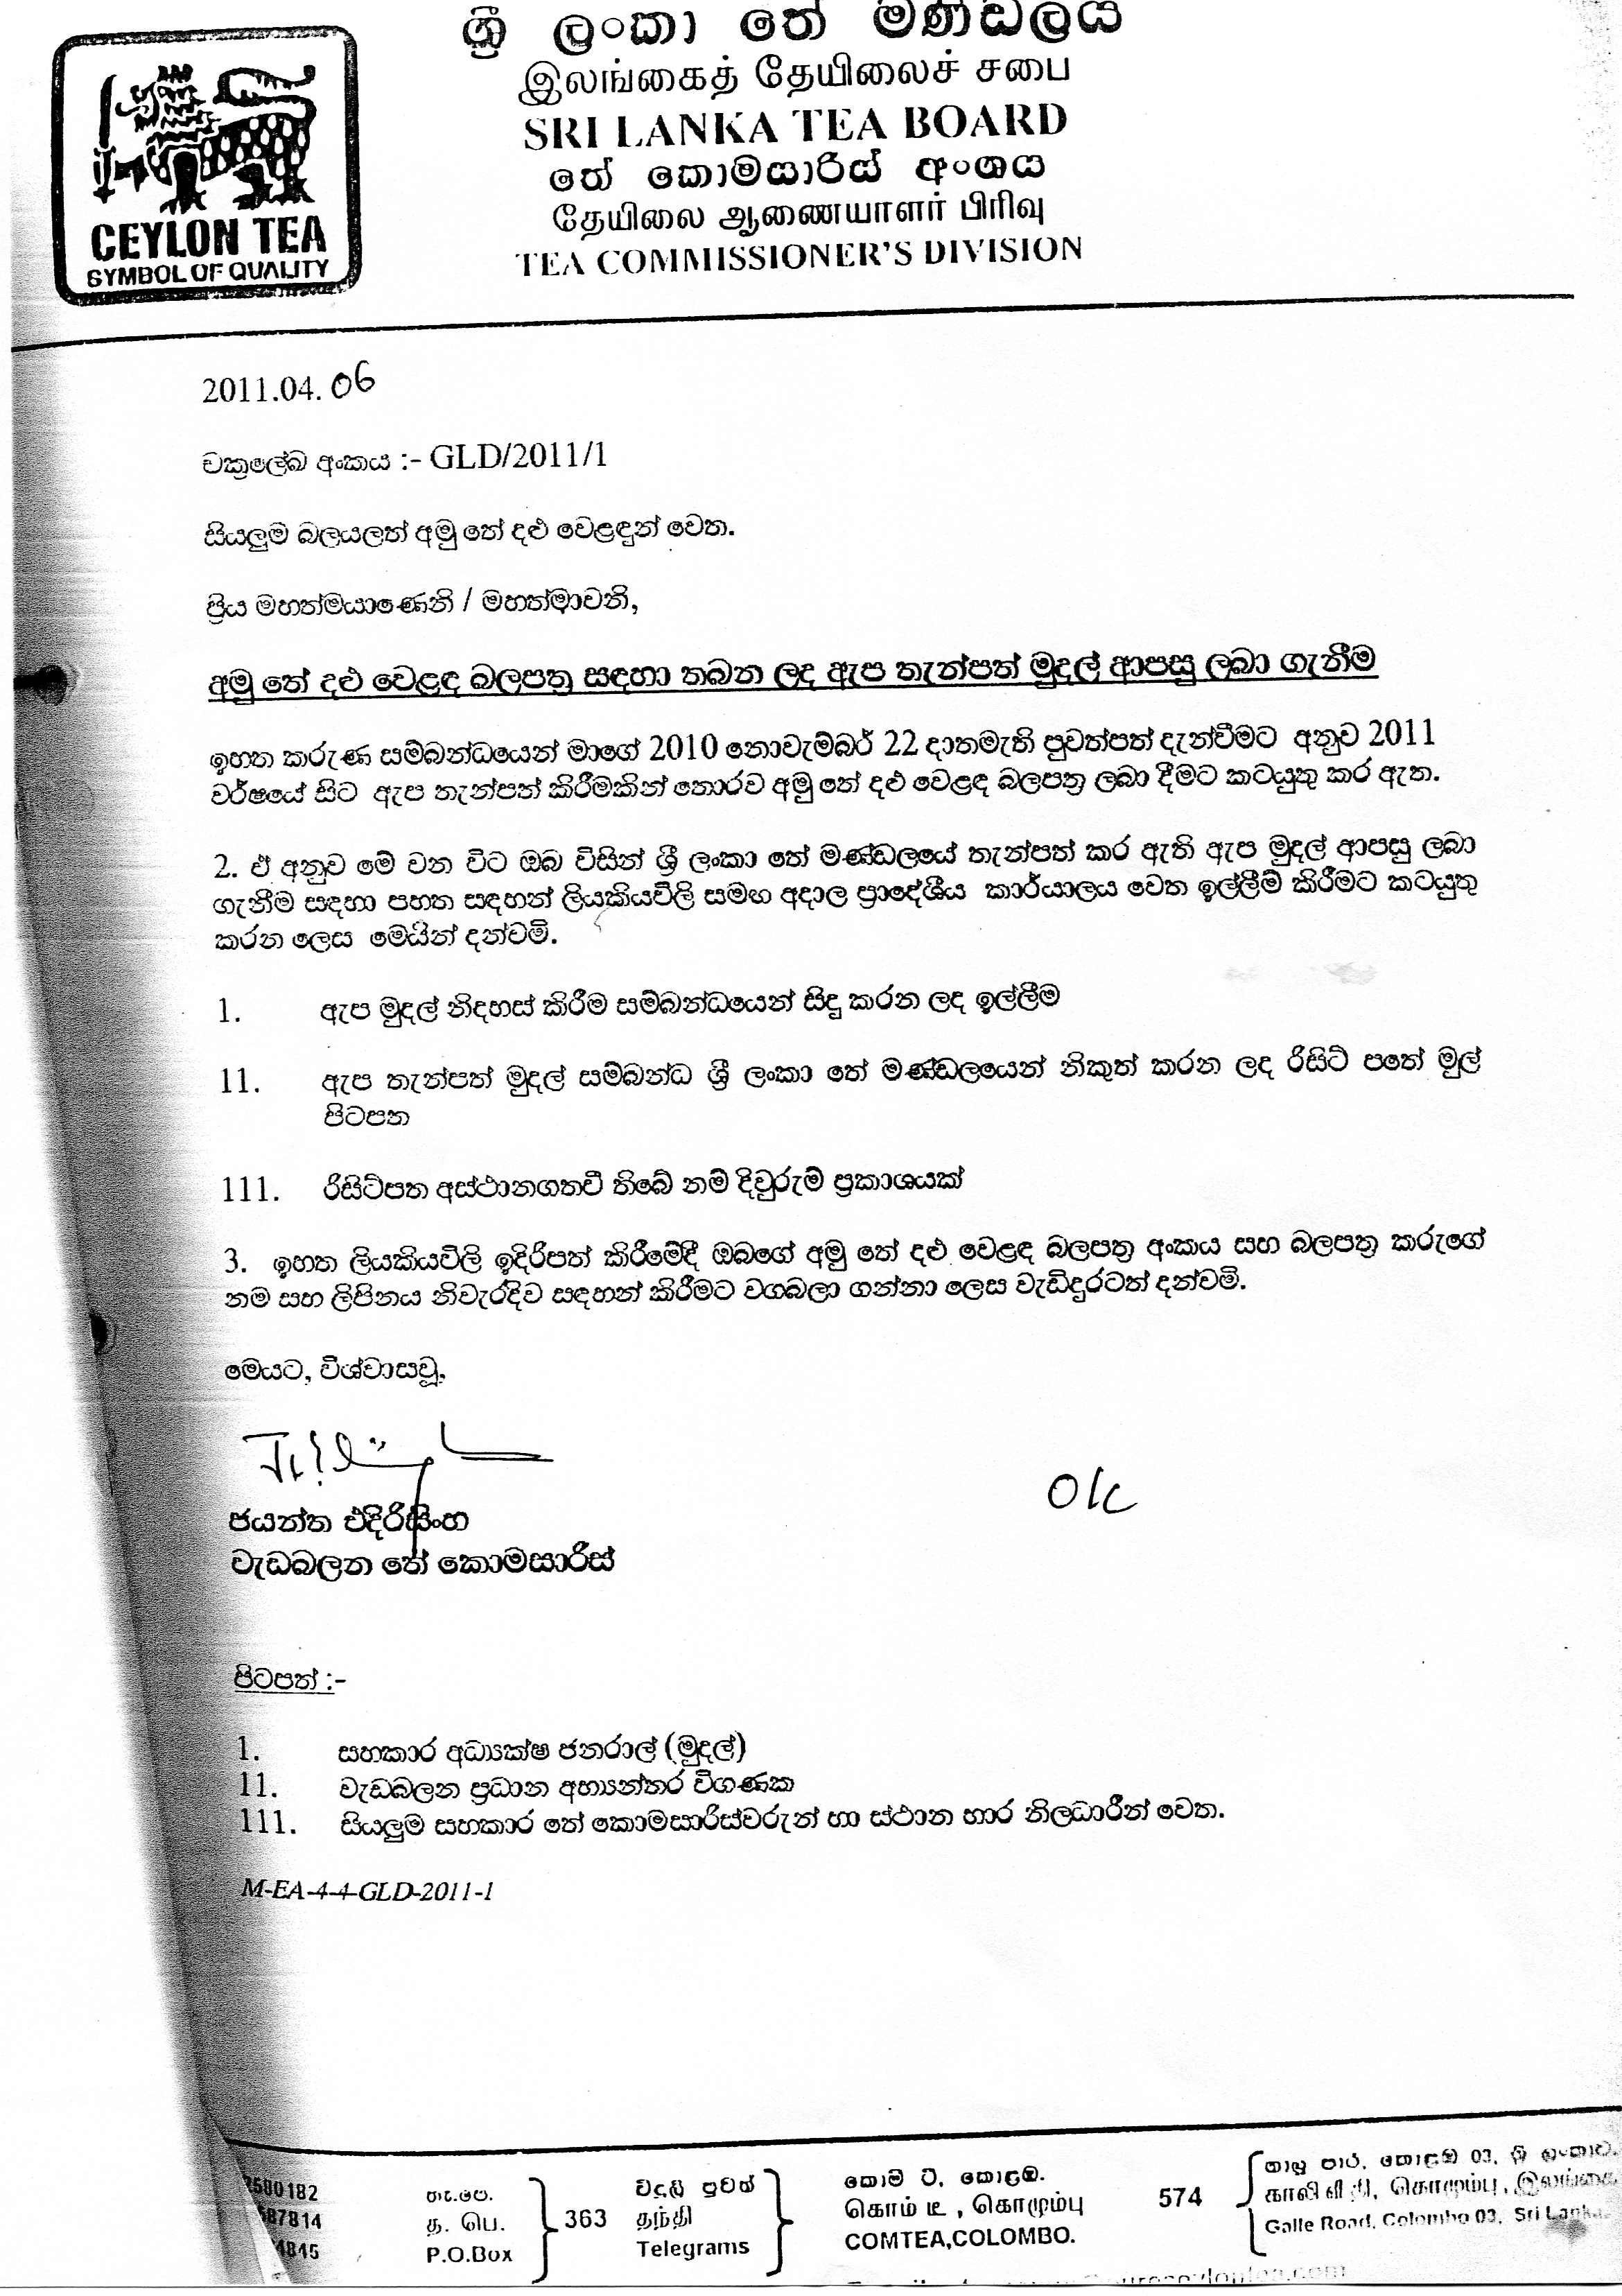 ශ්‍රී ලංකා තේ මණ්ඩලය
இலங்கைத் தேயிலைச் சபை
SRI LANKA TEA BOARD
තේ කොමසාරිස් අංශය
தேயிலை ஆணையாளர் பிரிவு
TEA COMMISSIONER'S DIVISION
CEYLON TEA
SYMBOL OF QUALITY
2011.04.06
චක්‍රලේඛ අංකය :- GLD/2011/1
සියලුම බලයලත් අමු තේ දළු වෙළඳුන් වෙත.
ප්‍රිය මහත්මයාණෙනි / මහත්මාවනි,
අමු තේ දළු වෙළඳ බලපත්‍ර සඳහා තබන ලද ඇප තැන්පත් මුදල් ආපසු ලබා ගැනීම
ඉහත කරුණ සම්බන්ධයෙන් මාගේ 2010 නොවැම්බර් 22 දාතමැති පුවත්පත් දැන්වීමට අනුව 2011
වර්ෂයේ සිට ඇප තැන්පත් කිරීමකින් තොරව අමු තේ දළු වෙළඳ බලපත්‍ර ලබා දීමට කටයුතු කර ඇත.
2. ඒ අනුව මේ වන විට ඔබ විසින් ශ්‍රී ලංකා තේ මණ්ඩලයේ තැන්පත් කර ඇති ඇප මුදල් ආපසු ලබා
ගැනීම සඳහා පහත සඳහන් ලියකියවිලි සමඟ අදාල ප්‍රාදේශීය කාර්යාලය වෙත ඉල්ලීම් කිරීමට කටයුතු
කරන ලෙස මෙයින් දන්වමි.
1. ඇප මුදල් නිදහස් කිරීම සම්බන්ධයෙන් සිදු කරන ලද ඉල්ලීම
11. ඇප තැන්පත් මුදල් සම්බන්ධ ශ්‍රී ලංකා තේ මණ්ඩලයෙන් නිකුත් කරන ලද රිසිට් පතේ මුල්
පිටපත
111. රිසිට්පත අස්ථානගතවී තිබේ නම් දිවුරුම් ප්‍රකාශයක්
3. ඉහත ලියකියවිලි ඉදිරිපත් කිරීමේදී ඔබගේ අමු තේ දළු වෙළඳ බලපත්‍ර අංකය සහ බලපත්‍ර කරුගේ
නම සහ ලිපිනය නිවැරදිව සඳහන් කිරීමට වගබලා ගන්නා ලෙස වැඩිදුරටත් දන්වමි.
මෙයට, විශ්වාසවූ,
O/C
ජයන්ත එදිරිසිංහ
වැඩබලන තේ කොමසාරිස්
පිටපත් :-
1. සහකාර අධ්‍යක්ෂ ජනරාල් (මුදල්)
11. වැඩබලන ප්‍රධාන අභ්‍යන්තර විගණක
111. සියලුම සහකාර තේ කොමසාරිස්වරුන් හා ස්ථාන භාර නිලධාරීන් වෙත.
M-EA-4-4-GLD-2011-1
තැ.පෙ. විදුලි පුවත් කොම් ටී, කොළඹ. ගාලු පාර, කොළඹ 03, ශ්‍රී ලංකාව.
த. பெ. 363 தந்தி கொம் டீ, கொழும்பு 574 காலி வீதி, கொழும்பு, இலங்கை
P.O.Box Telegrams COMTEA,COLOMBO. Galle Road, Colombo 03, Sri Lanka